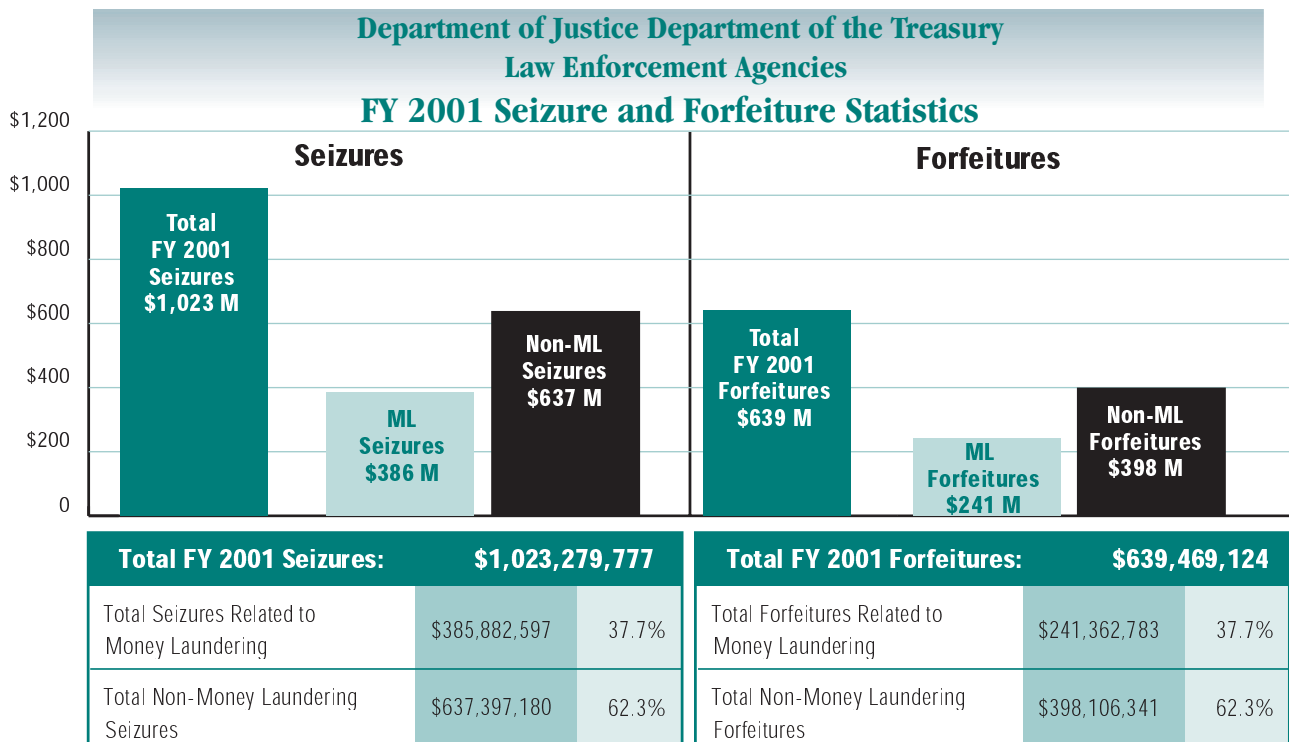 Department of Justice Department of the Treasury
Law Enforcement Agencies
FY 2001 Seizure and Forfeiture Statistics
$1,200
$1,000
$800
$600
$400
$200
0
Seizures
Total
FY 2001
Seizures
$1,023 M
ML
Seizures
$386 M
Non-ML
Seizures
$637 M
Forfeitures
Total
FY 2001
Forfeitures
$639 M
ML
Forfeitures
$241 M
Non-ML
Forfeitures
$398 M
Total FY 2001 Seizures: $1,023,279,777
Total Seizures Related to
Money Laundering
$385,882,597 37.7%
Total Non-Money Laundering
Seizures
$637,397,180 62.3%
Total FY 2001 Forfeitures: $639,469,124
Total Forfeitures Related to
Money Laundering
$241,362,783 37.7%
Total Non-Money Laundering
Forfeitures
$398,106,341 62.3%